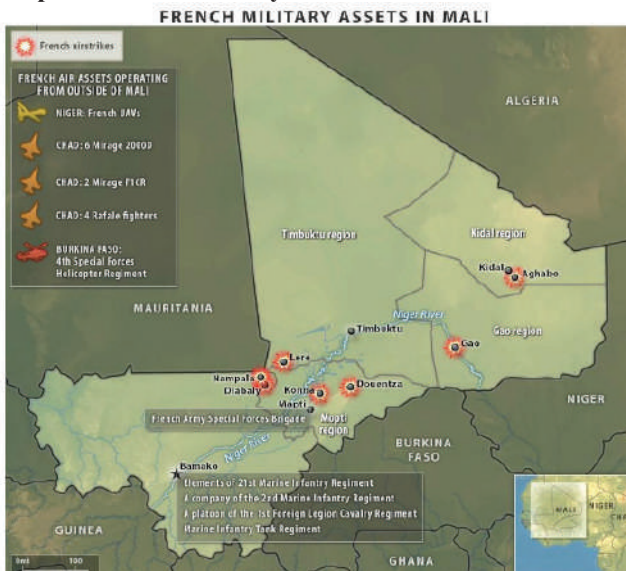 FRENCH MILITARY ASSETS IN MALI
French airstrikes
FRENCH AIR ASSETS OPERATING
FROM OUTSIDE OF MALI
NIGER: French UAVs
CHAD: 6 Mirage 2000D
CHAD: 2 Mirage F1CR
CHAD: 4 Rafale fighters
BURKINA FASO:
4th Special Forces
Helicopter Regiment
ALGERIA
Timbuktu region
Kidal region
Kidal
Aghabo
MAURITANIA
Niger River
Timbuktu
Gao region
Gao
Lere
Nampala
Diabaly
Konna
Douentza
Mopti
French Army Special Forces Brigade
Mopti
region
NIGER
BURKINA
FASO
Niger River
Bamako
Elements of 21st Marine Infantry Regiment
A company of the 2nd Marine Infantry Regiment
A platoon of the 1st Foreign Legion Cavalry Regiment
Marine Infantry Tank Regiment
GUINEA
GHANA
MALI
NIGER
100